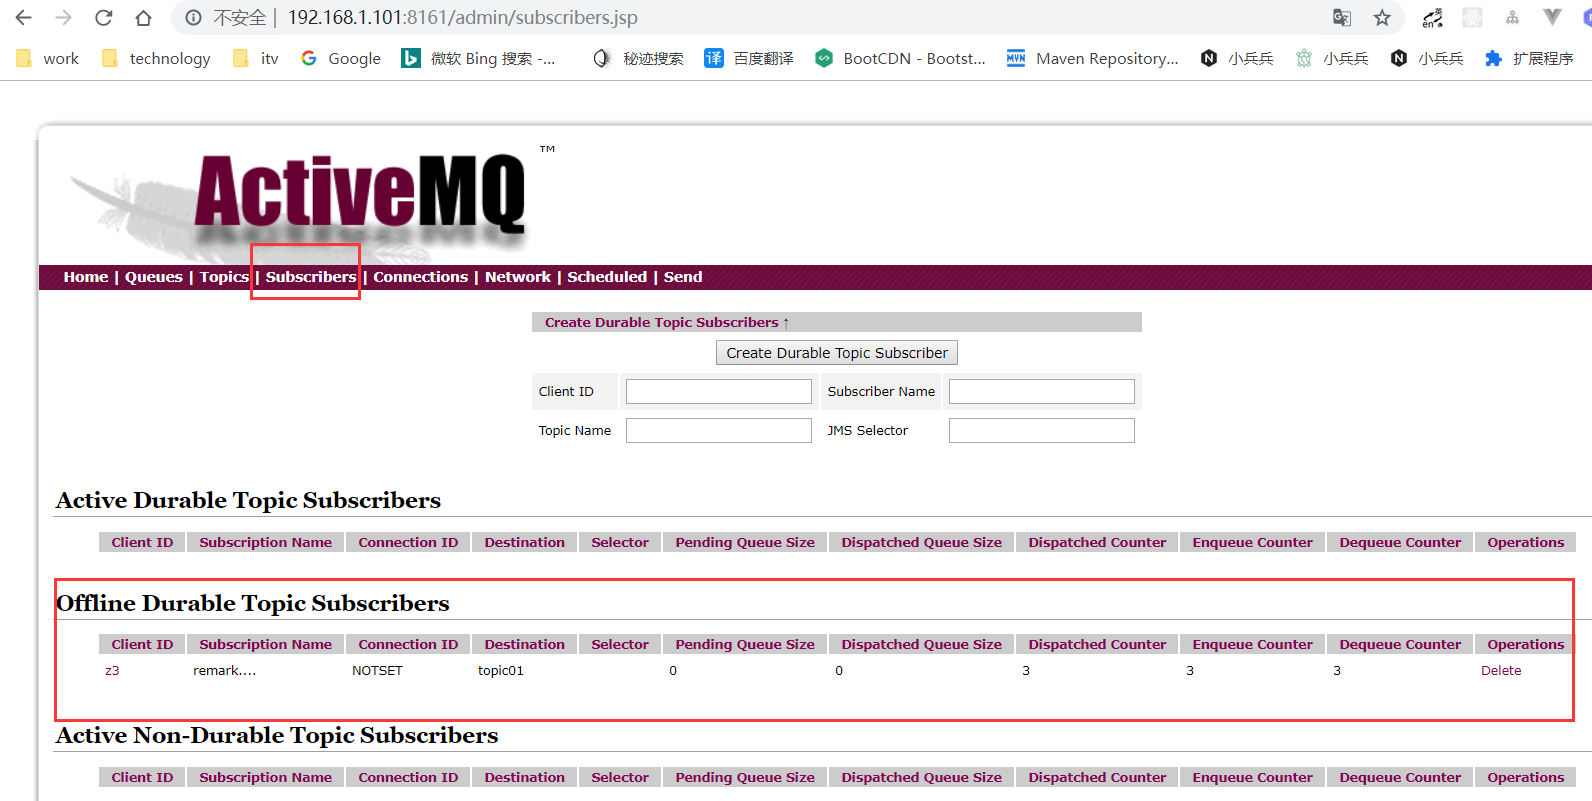 不安全 | 192.168.1.101:8161/admin/subscribers.jsp
work technology itv Google 微软 Bing 搜索 -... 秘迹搜索 百度翻译 BootCDN - Bootst... Maven Repository... 小兵兵 小兵兵 小兵兵 扩展程序
ActiveMQ ™
Home | Queues | Topics | Subscribers | Connections | Network | Scheduled | Send
Create Durable Topic Subscribers ↑
Create Durable Topic Subscriber
Client ID Subscriber Name
Topic Name JMS Selector
Active Durable Topic Subscribers
Client ID Subscription Name Connection ID Destination Selector Pending Queue Size Dispatched Queue Size Dispatched Counter Enqueue Counter Dequeue Counter Operations
Offline Durable Topic Subscribers
Client ID Subscription Name Connection ID Destination Selector Pending Queue Size Dispatched Queue Size Dispatched Counter Enqueue Counter Dequeue Counter Operations
z3 remark.... NOTSET topic01 0 0 3 3 3 Delete
Active Non-Durable Topic Subscribers
Client ID Subscription Name Connection ID Destination Selector Pending Queue Size Dispatched Queue Size Dispatched Counter Enqueue Counter Dequeue Counter Operations